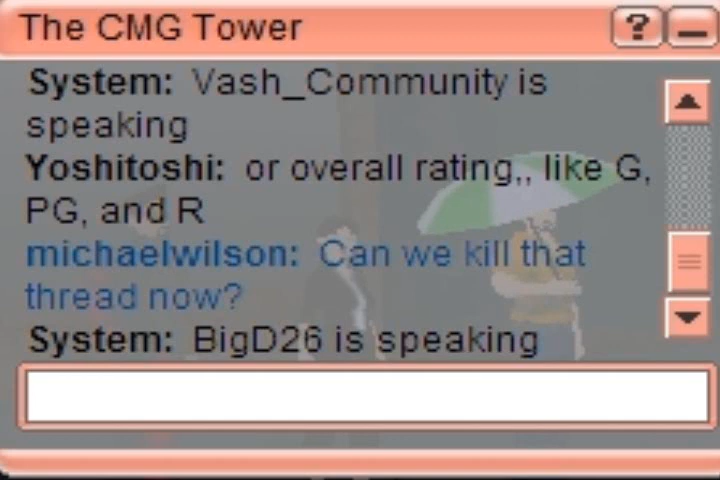 The CMG Tower
?
System: Vash_Community is
speaking
Yoshitoshi: or overall rating,, like G,
PG, and R
michaelwilson: Can we kill that
thread now?
System: BigD26 is speaking